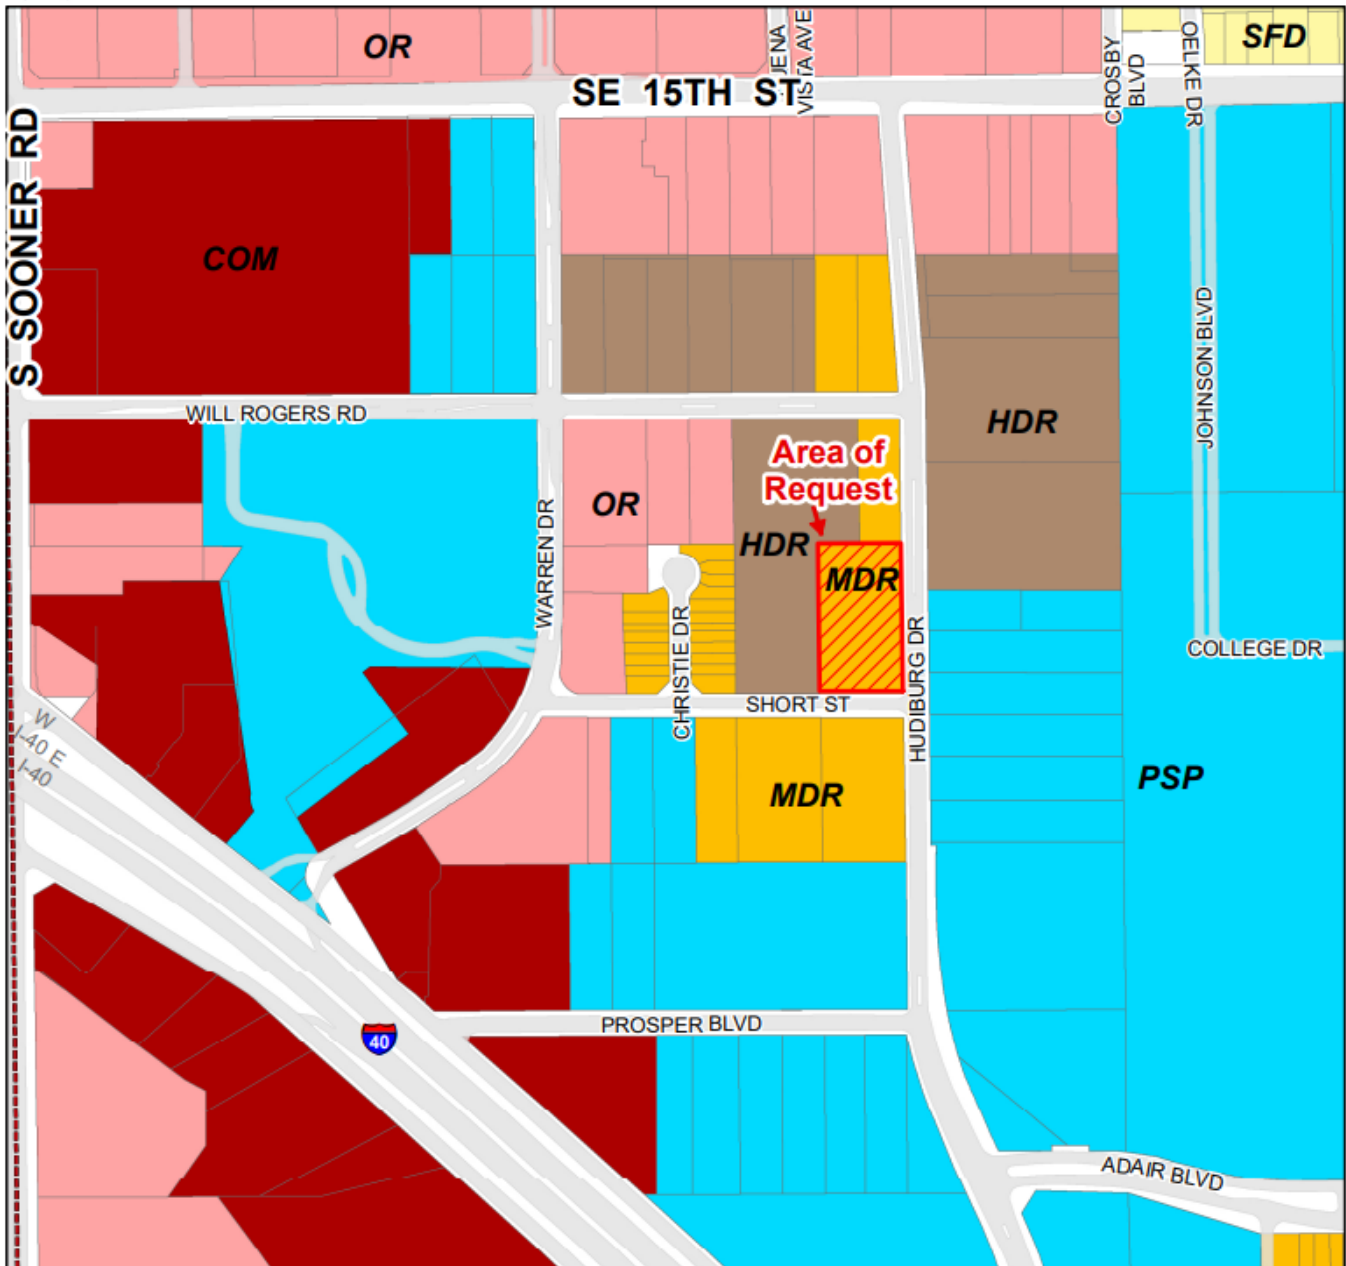 OR
SFD
SE 15TH ST
VISTA AVE
CROSBY
BLVD
OELKE DR
S SOONER RD
COM
JOHNSON BLVD
WILL ROGERS RD
HDR
Area of
Request
OR
WARREN DR
HDR
MDR
CHRISTIE DR
HUDIBURG DR
COLLEGE DR
SHORT ST
W
I-40 E
I-40
MDR
PSP
PROSPER BLVD
40
ADAIR BLVD